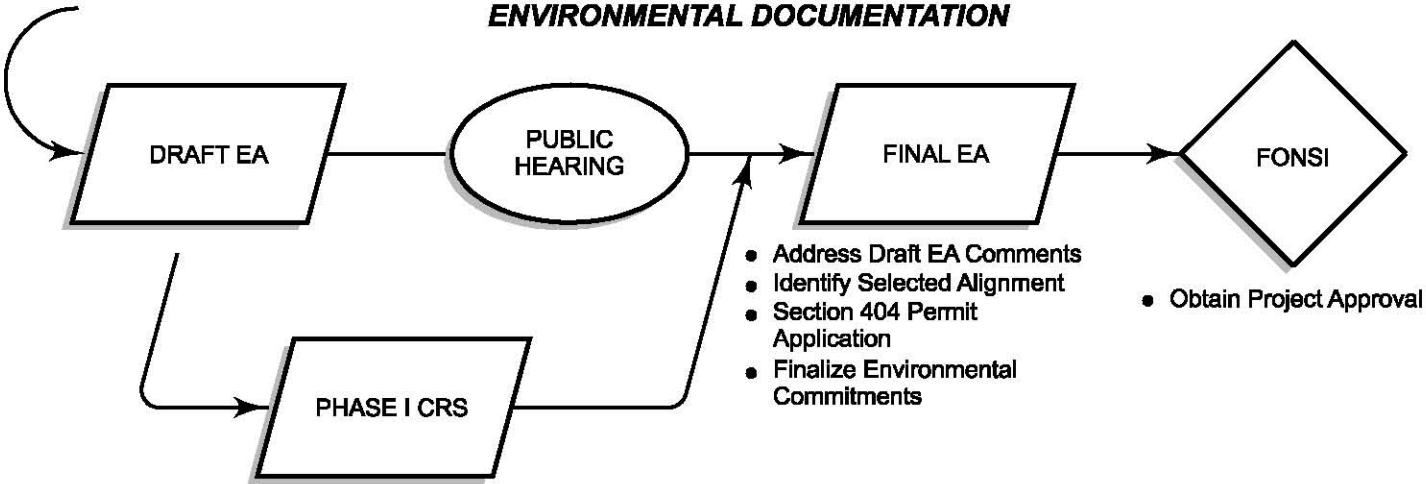 ENVIRONMENTAL DOCUMENTATION
DRAFT EA
PUBLIC
HEARING
FINAL EA
FONSI
• Address Draft EA Comments
• Identify Selected Alignment
• Section 404 Permit
Application
• Finalize Environmental
Commitments
• Obtain Project Approval
PHASE I CRS